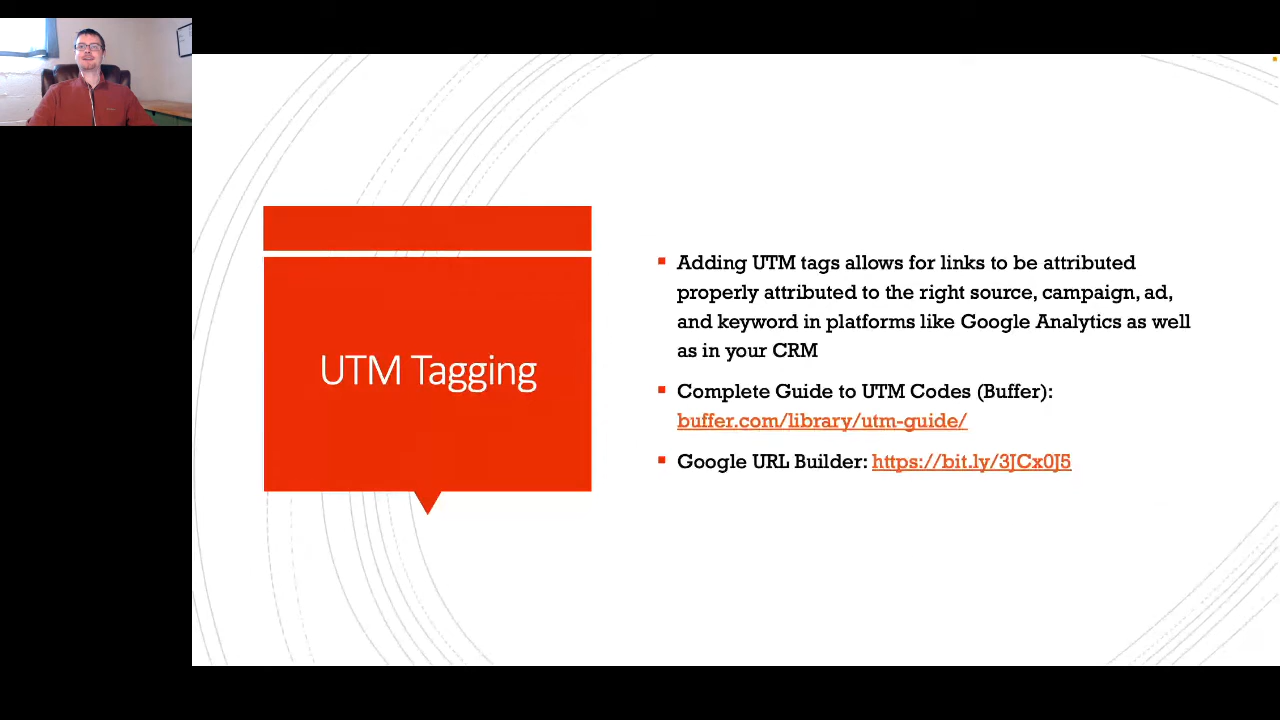 UTM Tagging
Adding UTM tags allows for links to be attributed
properly attributed to the right source, campaign, ad,
and keyword in platforms like Google Analytics as well
as in your CRM
Complete Guide to UTM Codes (Buffer):
buffer.com/library/utm-guide/
Google URL Builder: https://bit.ly/3JCx0J5